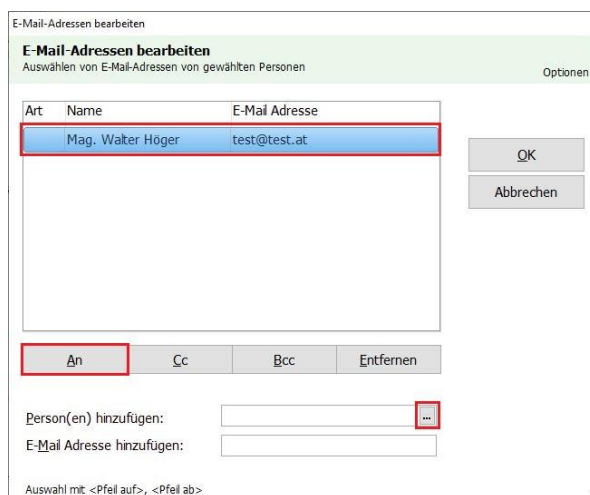 E-Mail-Adressen bearbeiten
E-Mail-Adressen bearbeiten
Auswählen von E-Mail-Adressen von gewählten Personen
Optionen
Art Name E-Mail Adresse
Mag. Walter Höger test@test.at
OK
Abbrechen
An Cc Bcc Entfernen
Person(en) hinzufügen: ...
E-Mail Adresse hinzufügen:
Auswahl mit <Pfeil auf>, <Pfeil ab>